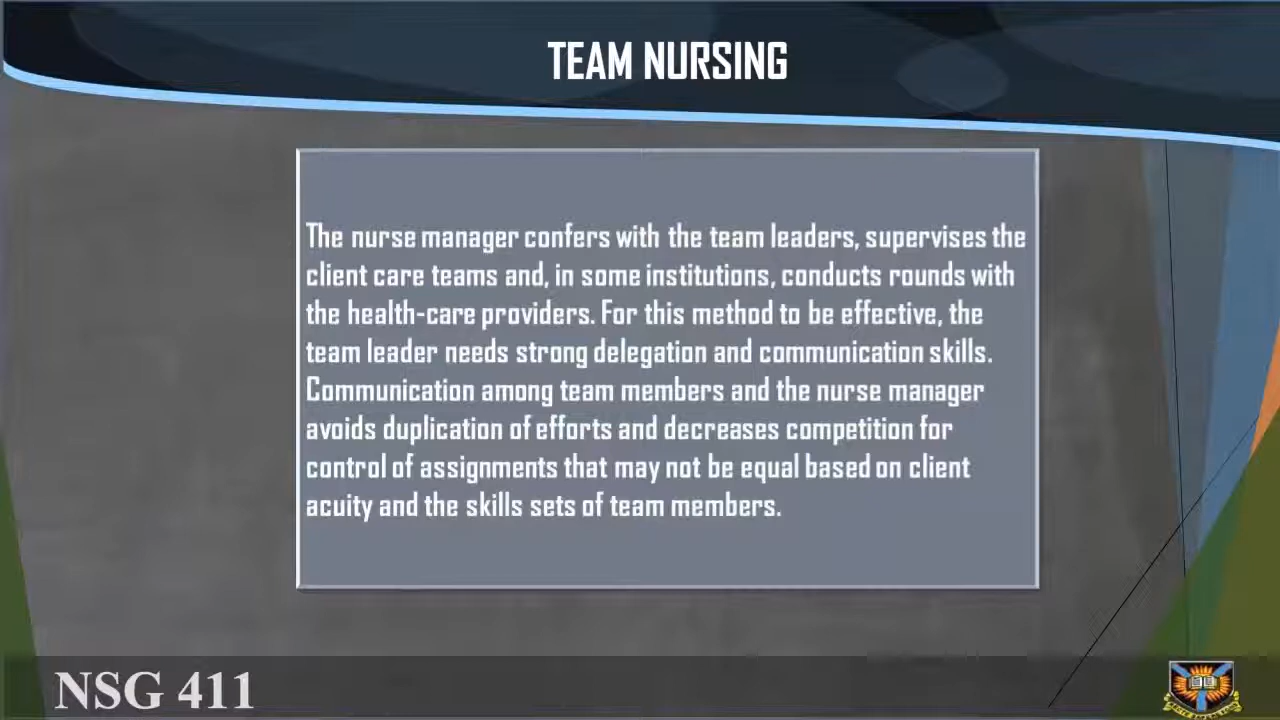 TEAM NURSING
The nurse manager confers with the team leaders, supervises the
client care teams and, in some institutions, conducts rounds with
the health-care providers. For this method to be effective, the
team leader needs strong delegation and communication skills.
Communication among team members and the nurse manager
avoids duplication of efforts and decreases competition for
control of assignments that may not be equal based on client
acuity and the skills sets of team members.
NSG 411